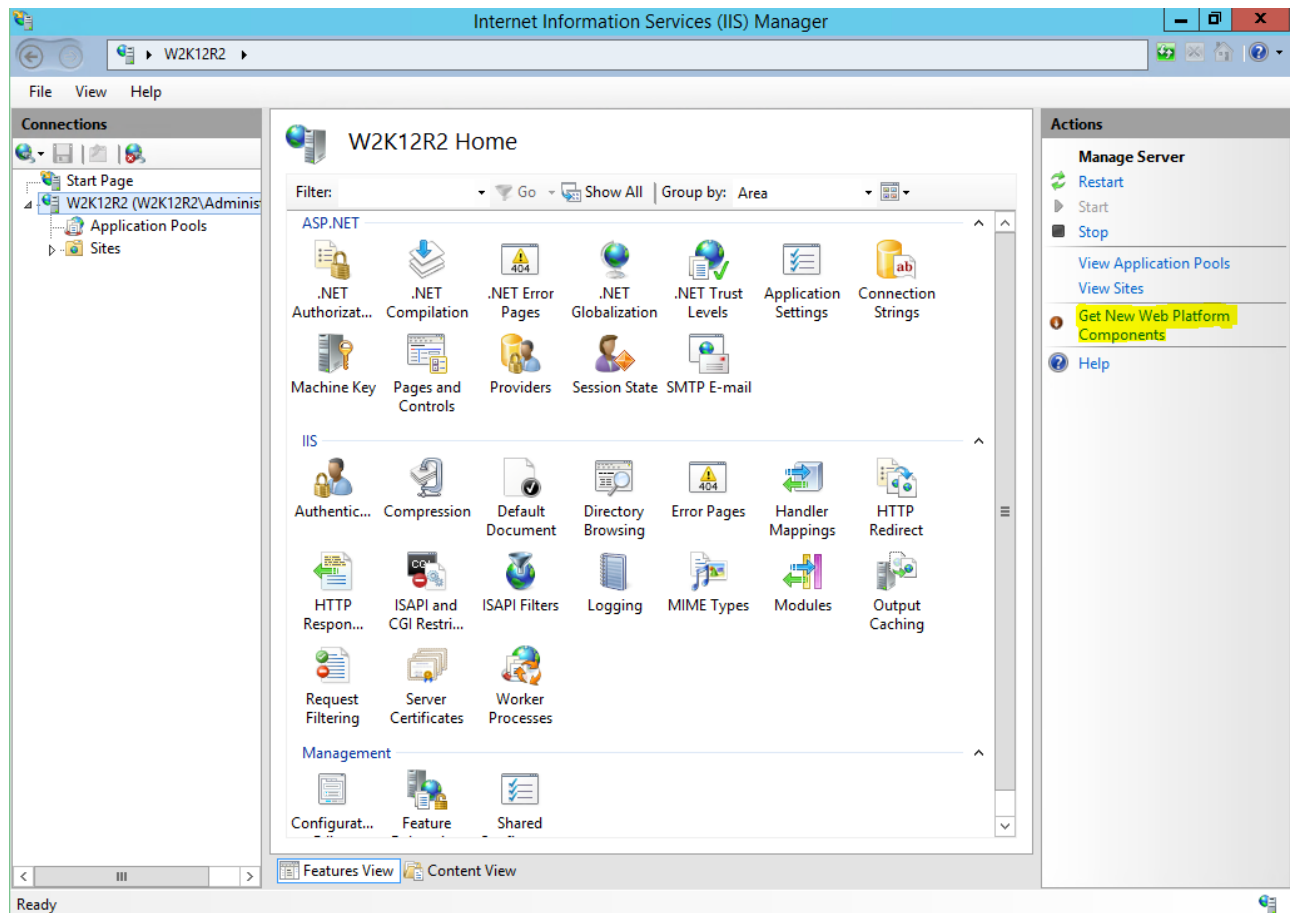 Internet Information Services (IIS) Manager
W2K12R2
File View Help
Connections
Start Page
W2K12R2 (W2K12R2\Adminis
Application Pools
Sites
W2K12R2 Home
Filter: Go Show All Group by: Area
ASP.NET
.NET Authorizat...
.NET Compilation
.NET Error Pages
.NET Globalization
.NET Trust Levels
Application Settings
Connection Strings
Machine Key
Pages and Controls
Providers
Session State
SMTP E-mail
IIS
Authentic...
Compression
Default Document
Directory Browsing
Error Pages
Handler Mappings
HTTP Redirect
HTTP Respon...
ISAPI and CGI Restri...
ISAPI Filters
Logging
MIME Types
Modules
Output Caching
Request Filtering
Server Certificates
Worker Processes
Management
Configurat...
Feature
Shared
Features View Content View
Actions
Manage Server
Restart
Start
Stop
View Application Pools
View Sites
Get New Web Platform
Components
Help
Ready